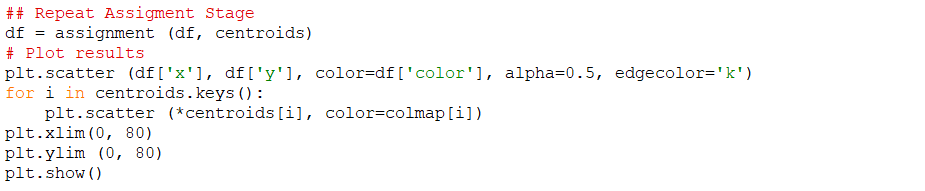 ## Repeat Assigment Stage
df = assignment (df, centroids)
# Plot results
plt.scatter (df['x'], df['y'], color=df['color'], alpha=0.5, edgecolor='k')
for i in centroids.keys():
    plt.scatter (*centroids[i], color=colmap[i])
plt.xlim(0, 80)
plt.ylim (0, 80)
plt.show()